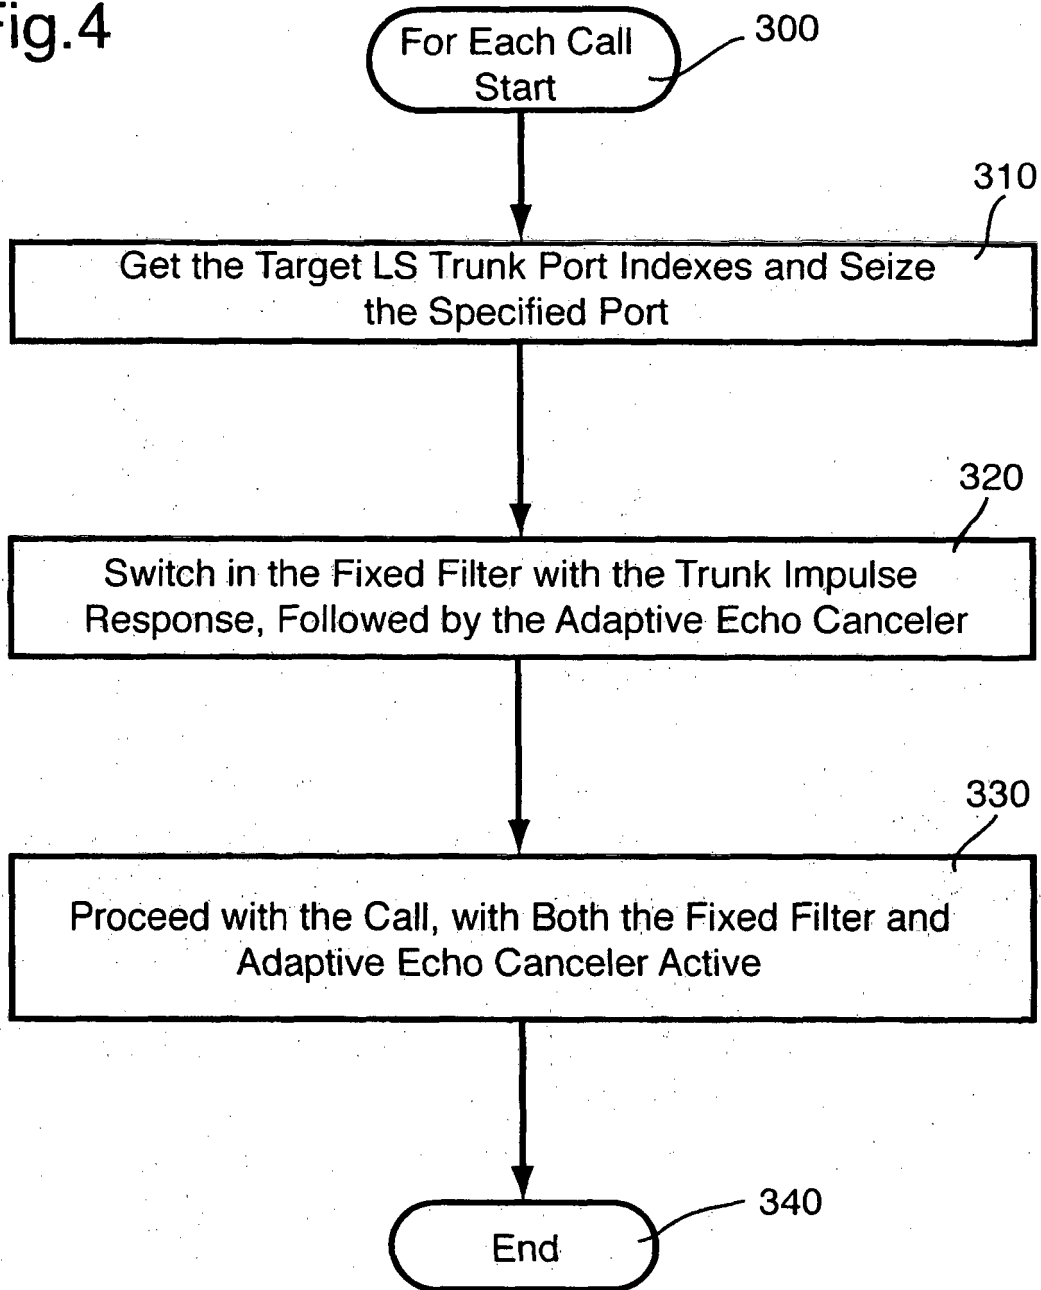 Fig.4
For Each Call
Start
300
310
Get the Target LS Trunk Port Indexes and Seize
the Specified Port
320
Switch in the Fixed Filter with the Trunk Impulse
Response, Followed by the Adaptive Echo Canceler
330
Proceed with the Call, with Both the Fixed Filter and
Adaptive Echo Canceler Active
340
End